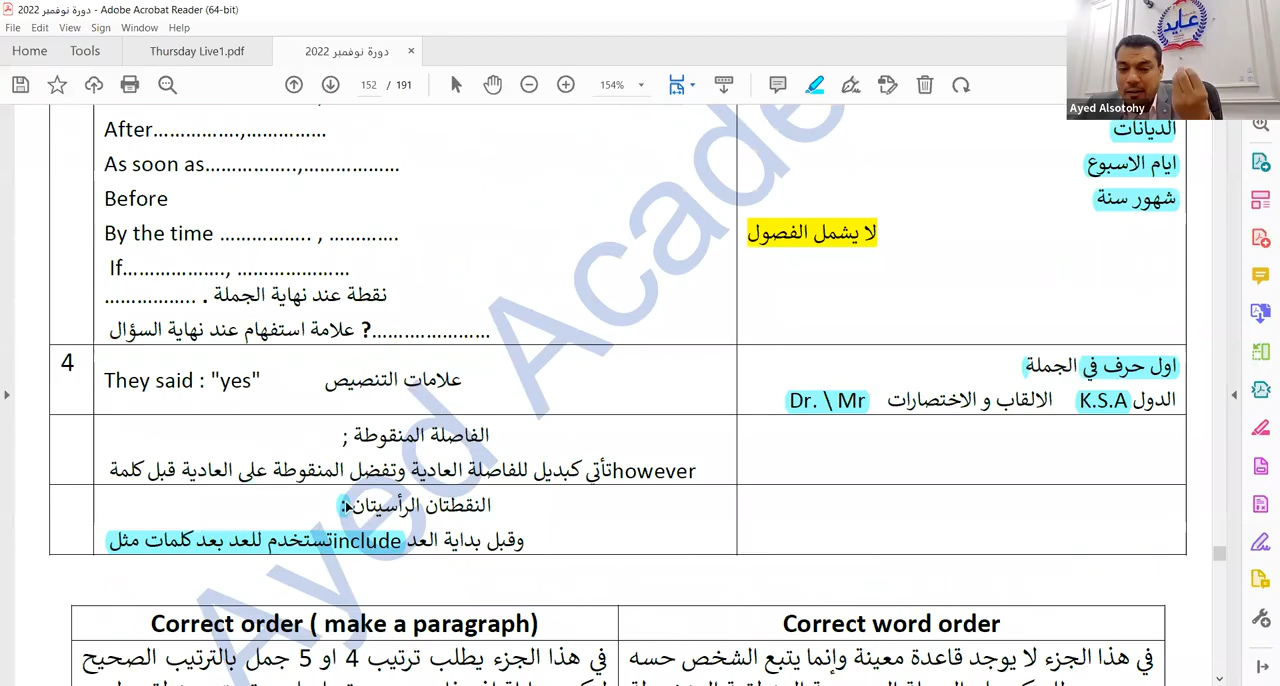 دورة نوفمبر 2022 - Adobe Acrobat Reader (64-bit)
File Edit View Sign Window Help
Home Tools Thursday Live1.pdf دورة نوفمبر 2022 ×
152 / 191 154%
عايد
Ayed Alsotohy
After……………,……………
As soon as………………..,………………
Before
By the time …………….. , ………….
If………………..., …………………
نقطة عند نهاية الجملة . ……………..
علامة استفهام عند نهاية السؤال ?…………………
الديانات
ايام الاسبوع
شهور سنة
لا يشمل الفصول
4
They said : "yes" علامات التنصيص
اول حرف في الجملة
الدول K.S.A الالقاب و الاختصارات Dr. \ Mr
الفاصلة المنقوطة ;
تأتي كبديل للفاصلة العادية وتفضل المنقوطة على العادية قبل كلمة however
النقطتان الرأسيتان:
تستخدم للعد بعد كلمات مثل include وقبل بداية العد
Correct order ( make a paragraph)
Correct word order
في هذا الجزء يطلب ترتيب 4 او 5 جمل بالترتيب الصحيح
في هذا الجزء لا يوجد قاعدة معينة وإنما يتبع الشخص حسه
Ayed Academ